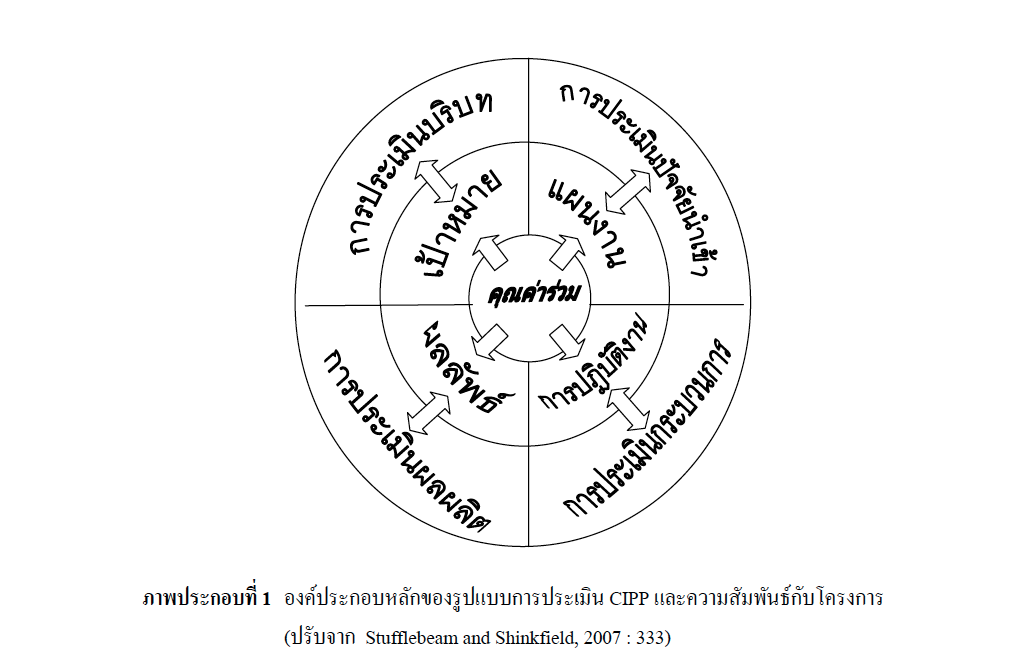 การประเมินบริบท
การประเมินปัจจัยนำเข้า
เป้าหมาย
แผนงาน
คุณค่าร่วม
ผลลัพธ์
การปฏิบัติงาน
การประเมินผลผลิต
การประเมินกระบวนการ
ภาพประกอบที่ 1 องค์ประกอบหลักของรูปแบบการประเมิน CIPP และความสัมพันธ์กับโครงการ
(ปรับจาก Stufflebeam and Shinkfield, 2007 : 333)